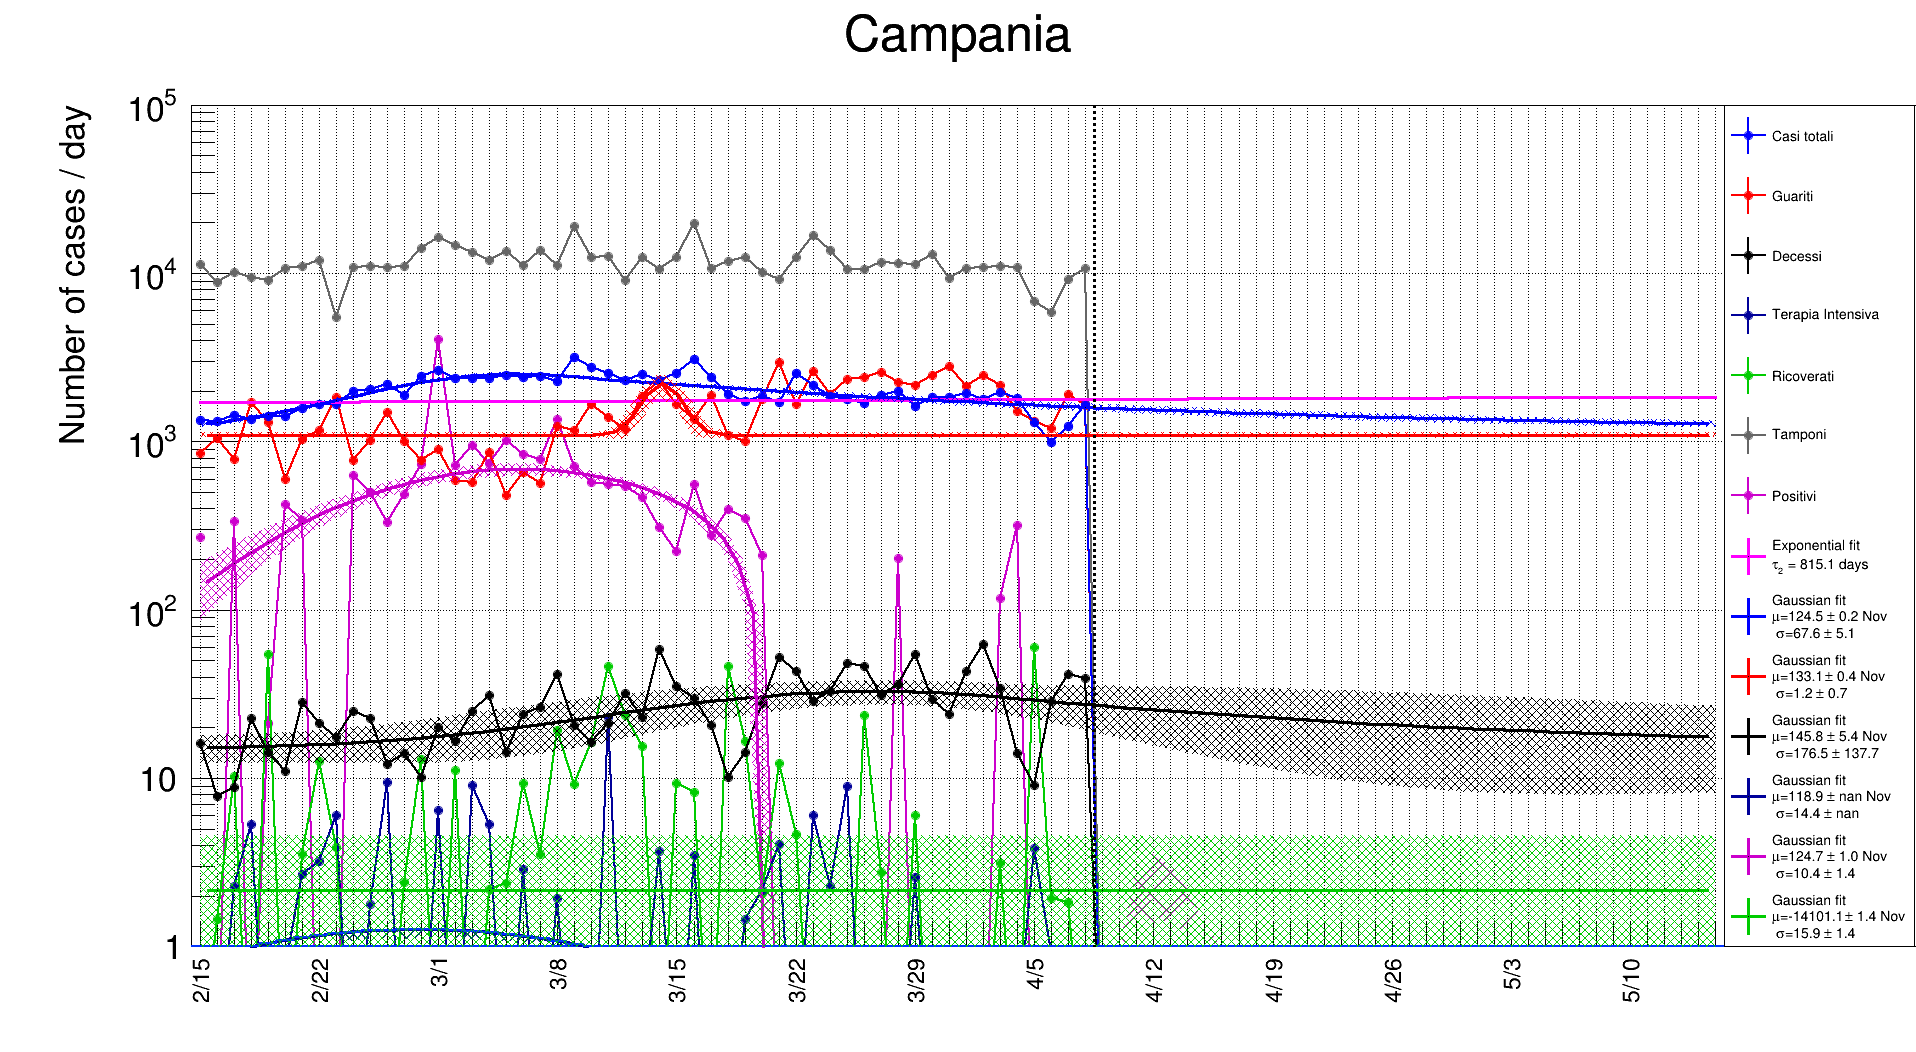 Campania
Number of cases / day
10^5
10^4
10^3
10^2
10
1
2/15
2/22
3/1
3/8
3/15
3/22
3/29
4/5
4/12
4/19
4/26
5/3
5/10
Casi totali
Guariti
Decessi
Terapia Intensiva
Ricoverati
Tamponi
Positivi
Exponential fit
τ₂ = 815.1 days
Gaussian fit
μ=124.5 ± 0.2 Nov
σ=67.6 ± 5.1
Gaussian fit
μ=133.1 ± 0.4 Nov
σ=1.2 ± 0.7
Gaussian fit
μ=145.8 ± 5.4 Nov
σ=176.5 ± 137.7
Gaussian fit
μ=118.9 ± nan Nov
σ=14.4 ± nan
Gaussian fit
μ=124.7 ± 1.0 Nov
σ=10.4 ± 1.4
Gaussian fit
μ=-14101.1 ± 1.4 Nov
σ=15.9 ± 1.4